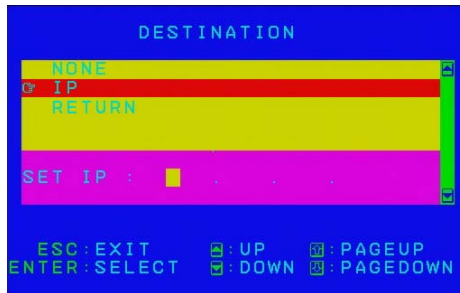 DESTINATION
NONE
IP
RETURN
SET IP : . . .
ESC:EXIT :UP :PAGEUP
ENTER:SELECT :DOWN :PAGEDOWN